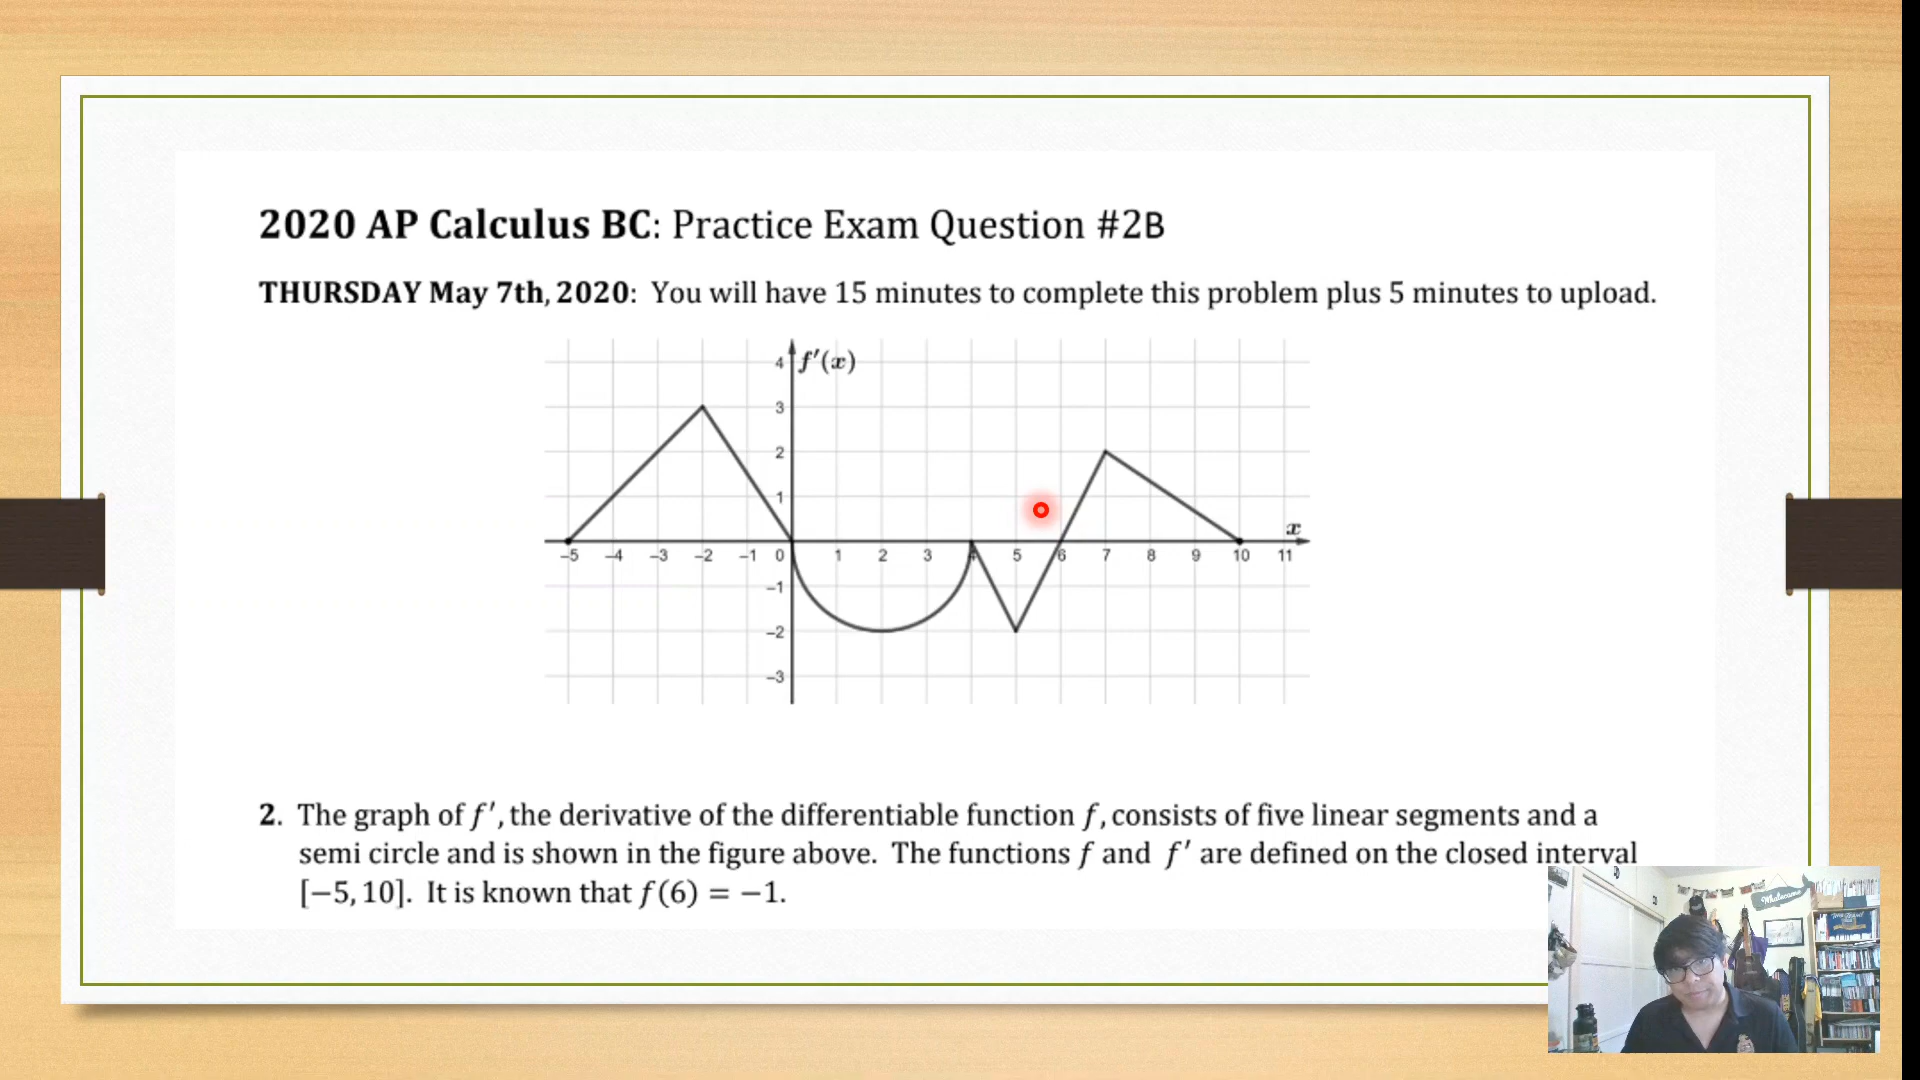 2020 AP Calculus BC: Practice Exam Question #2B
THURSDAY May 7th, 2020: You will have 15 minutes to complete this problem plus 5 minutes to upload.
4 f′(x)
3
2
1
x
−5 −4 −3 −2 −1 0 1 2 3 4 5 6 7 8 9 10 11
−1
−2
−3
2. The graph of f′, the derivative of the differentiable function f, consists of five linear segments and a
semi circle and is shown in the figure above. The functions f and f′ are defined on the closed interval
[−5, 10]. It is known that f(6) = −1.